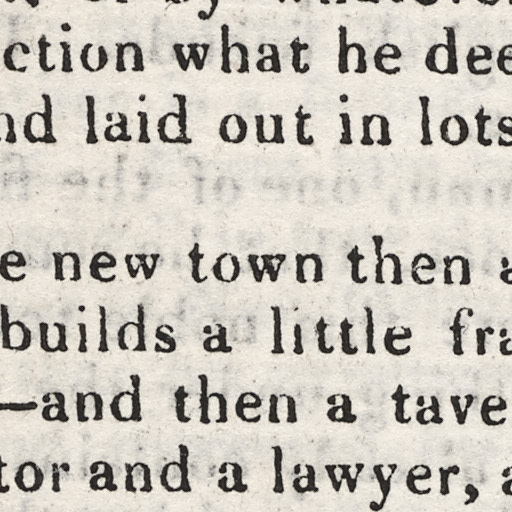 ction what he dee
nd laid out in lots
e new town then a
builds a little fra
—and then a tave
tor and a lawyer, a